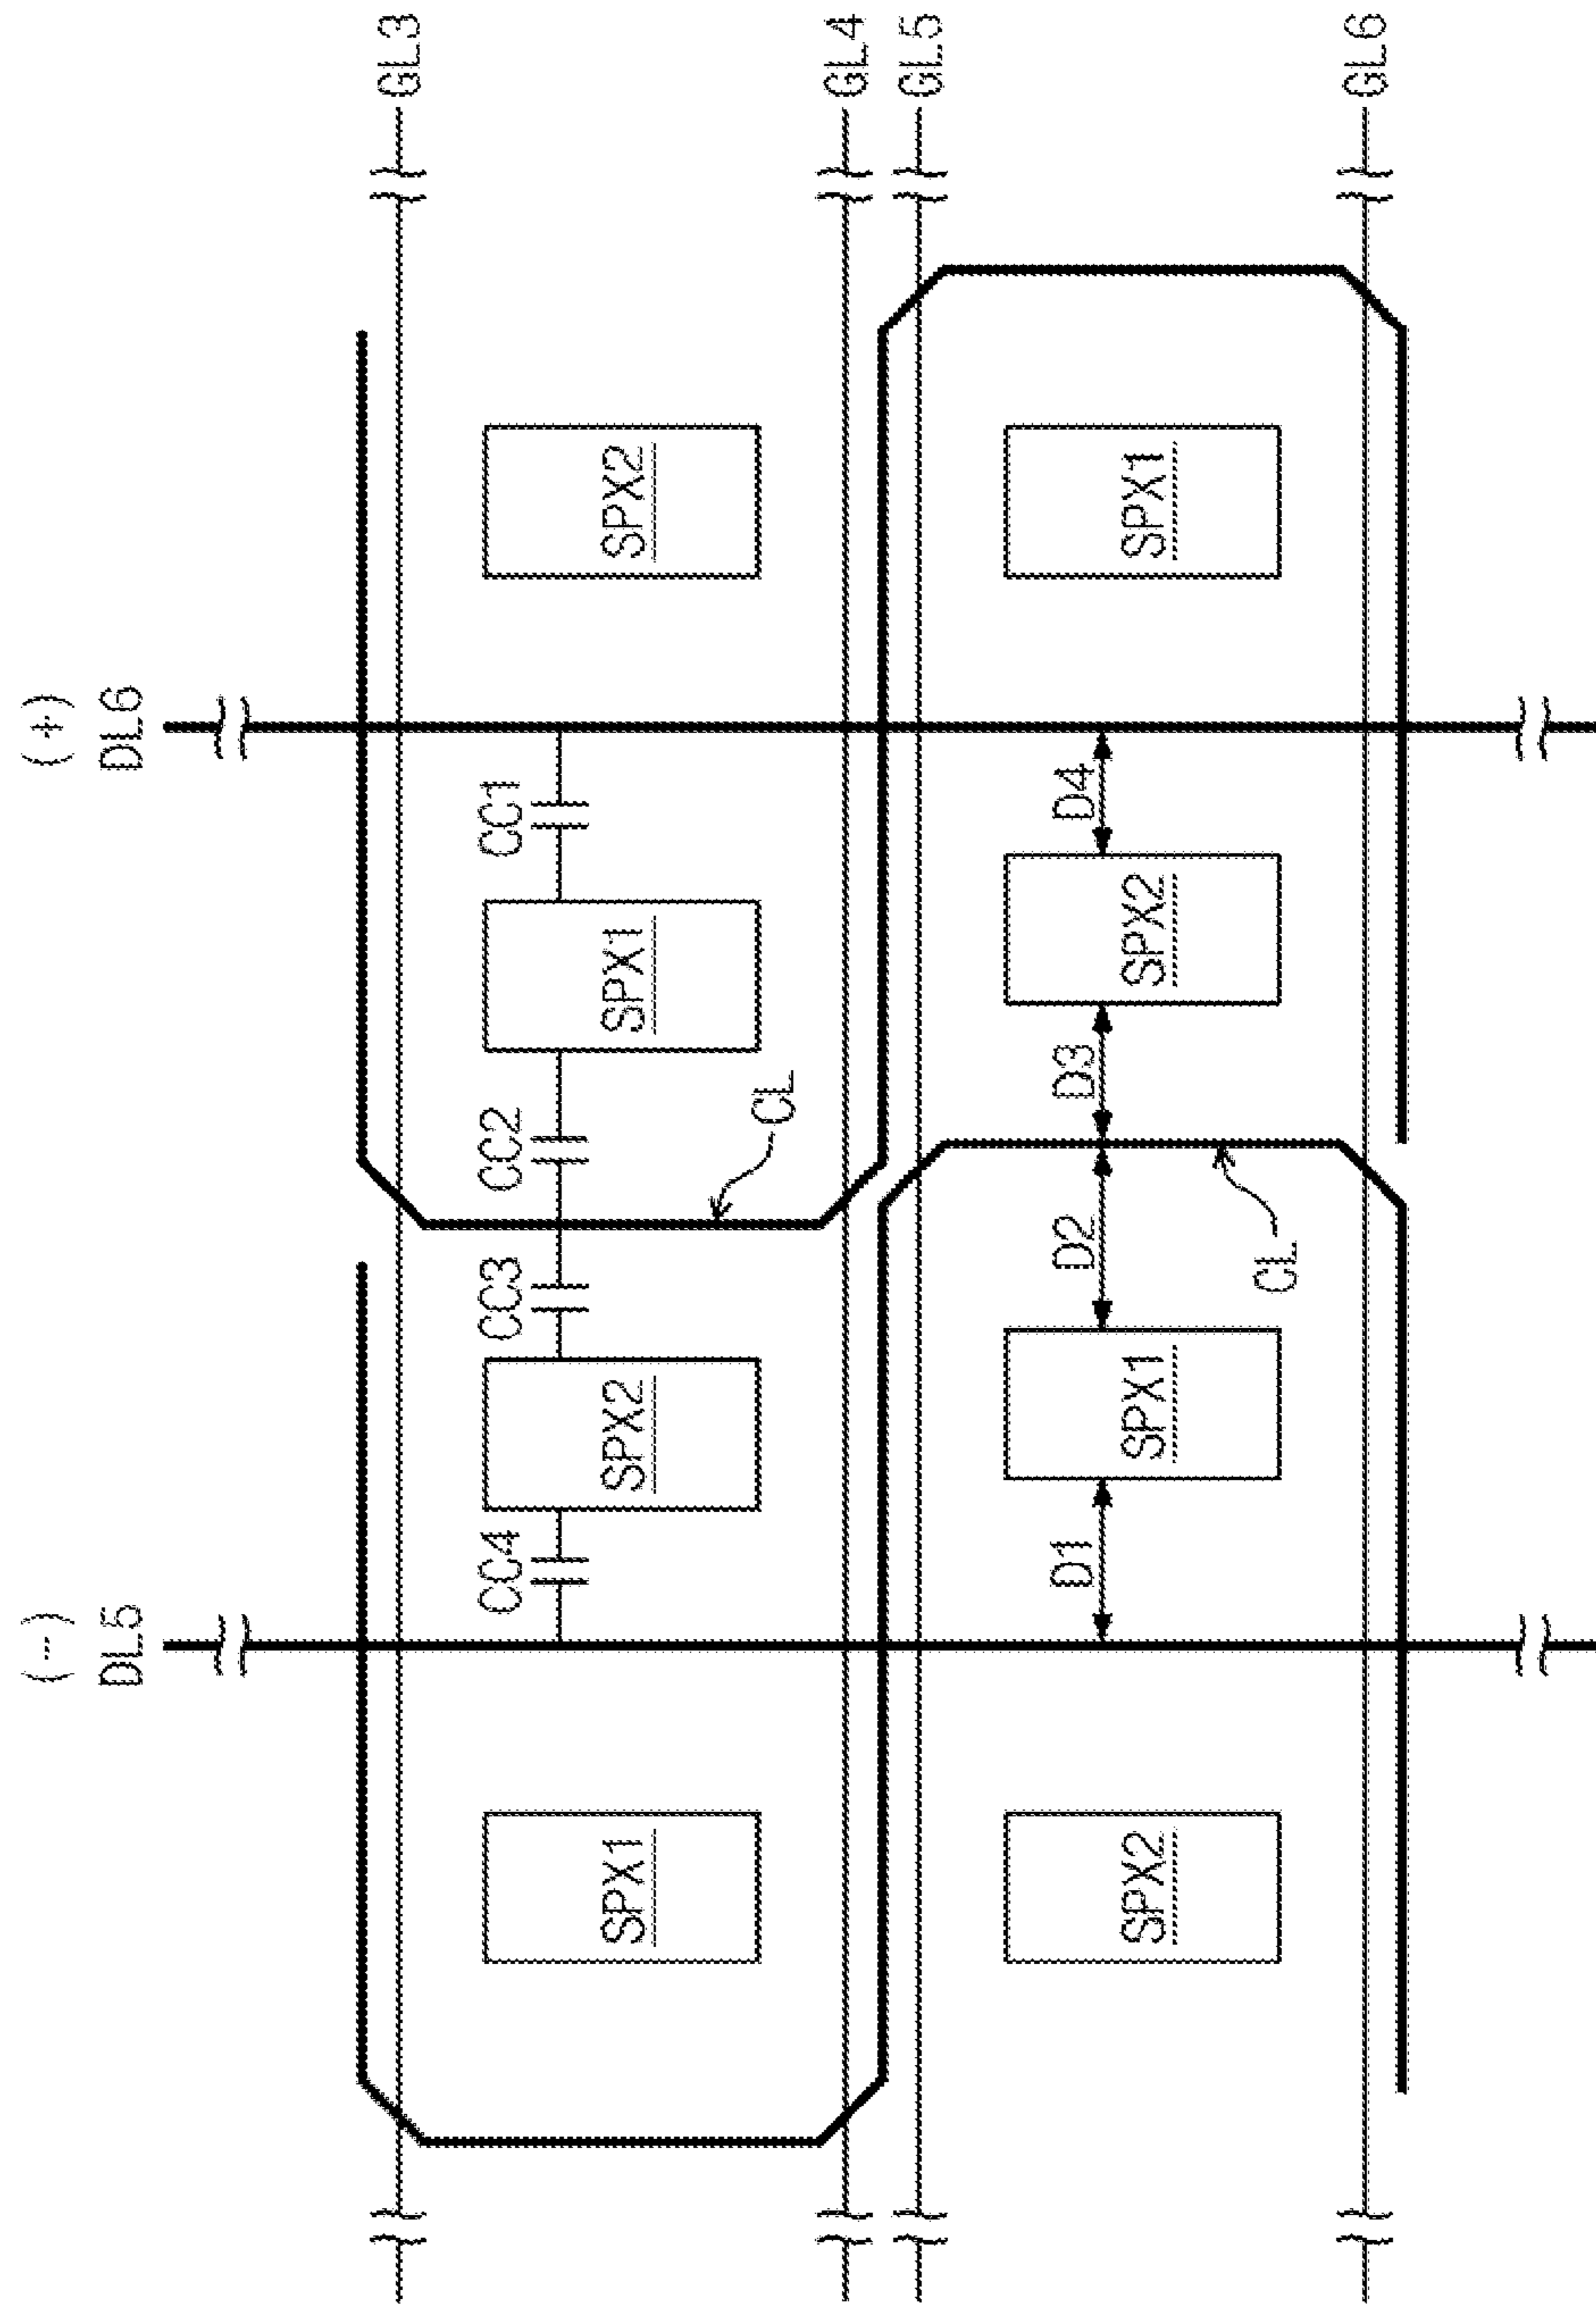 (-)
(+)
DL5
DL6
GL3
CC4
CC3
CC2
CC1
SPX1
SPX2
SPX1
SPX2
CL
GL4
GL5
D1
D2
D3
D4
SPX2
SPX1
SPX2
SPX1
CL
GL6